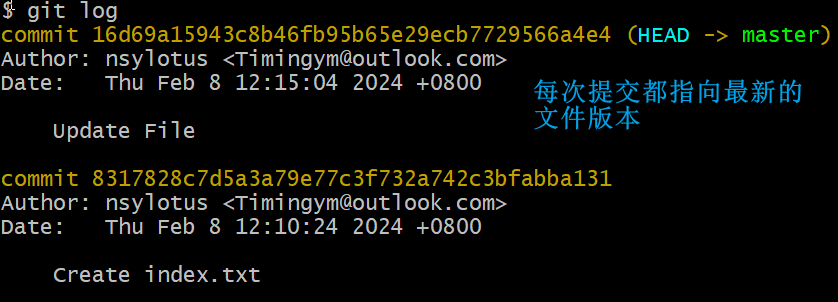 $ git log
commit 16d69a15943c8b46fb95b65e29ecb7729566a4e4 (HEAD -> master)
Author: nsylotus <Timingym@outlook.com>
Date:   Thu Feb 8 12:15:04 2024 +0800
每次提交都指向最新的
文件版本
Update File
commit 8317828c7d5a3a79e77c3f732a742c3bfabba131
Author: nsylotus <Timingym@outlook.com>
Date:   Thu Feb 8 12:10:24 2024 +0800
Create index.txt